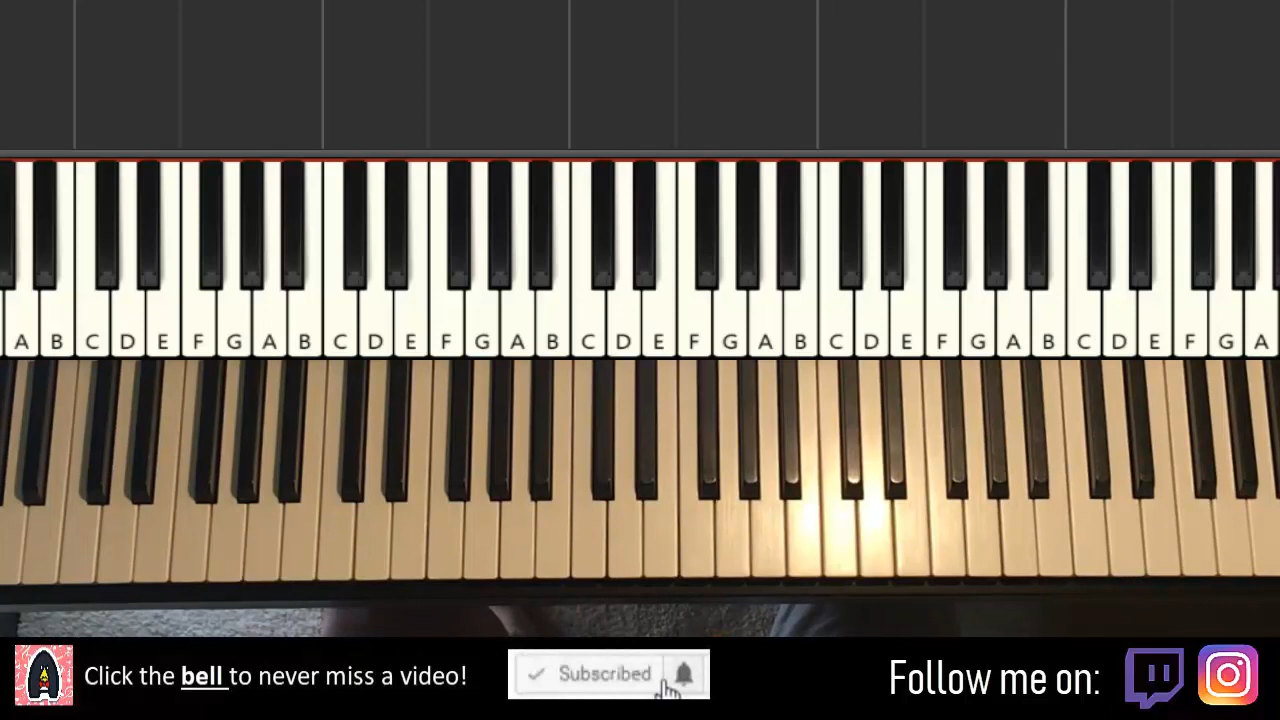 A B C D E F G A B C D E F G A B C D E F G A B C D E F G A B C D E F G A
Click the bell to never miss a video!
Subscribed
Follow me on: